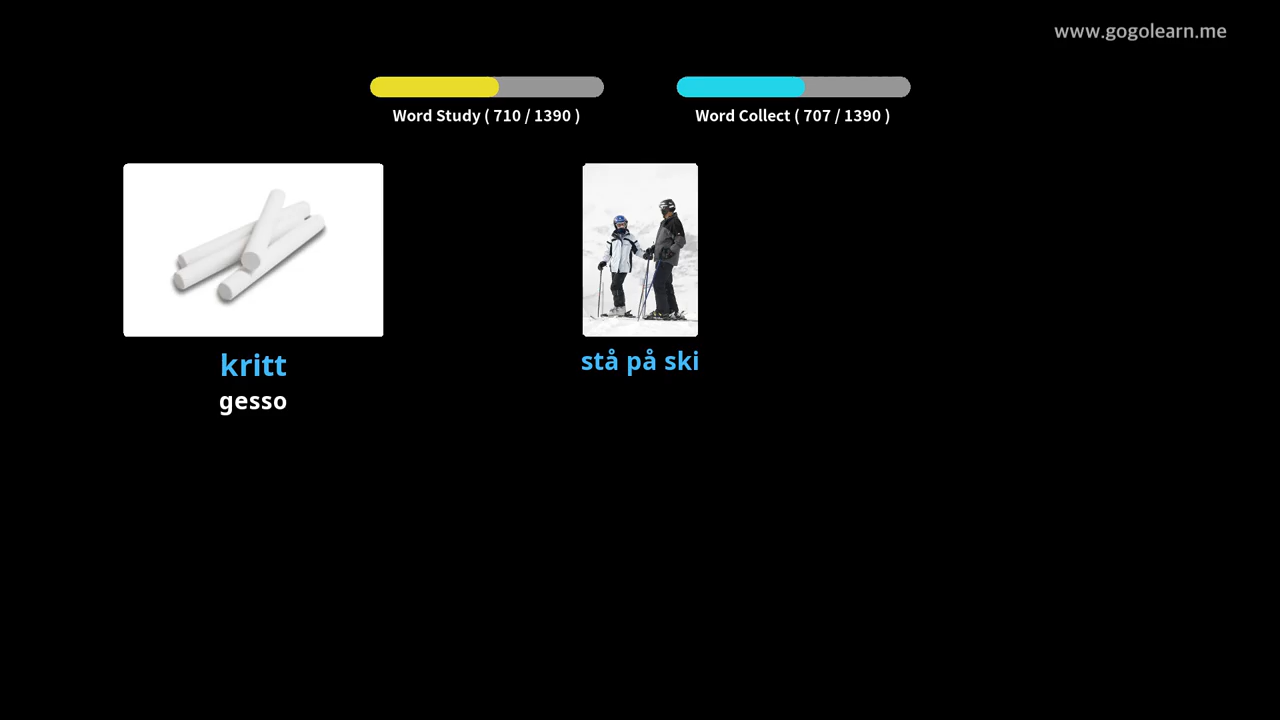 www.gogolearn.me
Word Study ( 710 / 1390 )
Word Collect ( 707 / 1390 )
kritt
gesso
stå på ski